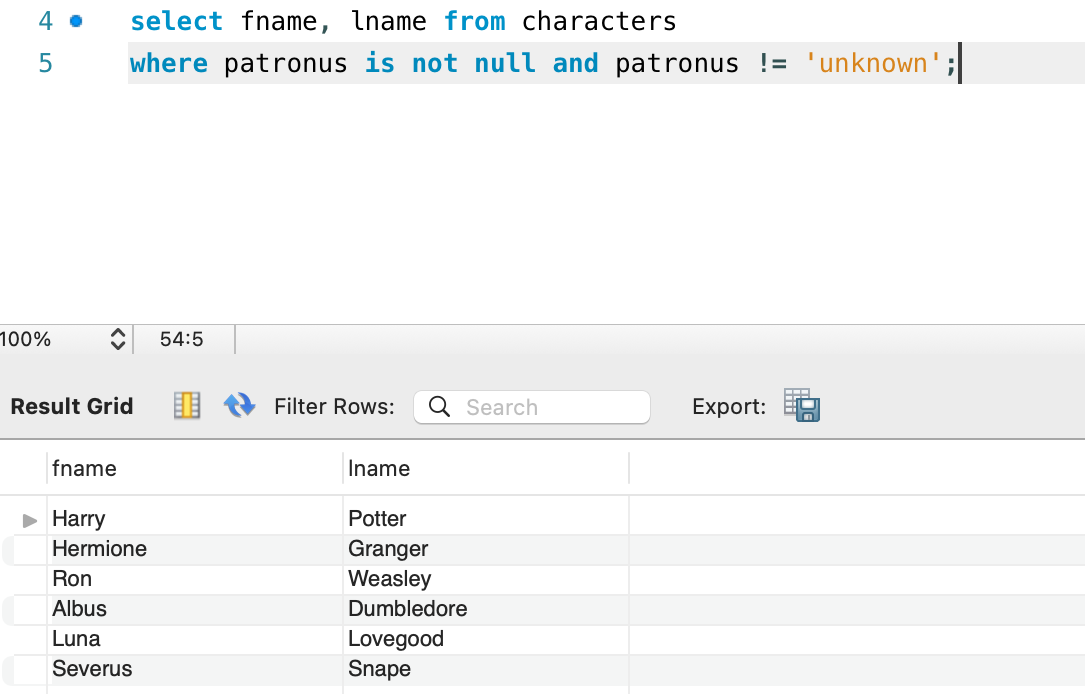 4 select fname, lname from characters
5 where patronus is not null and patronus != 'unknown';
100% 54:5
Result Grid Filter Rows: Search Export:
fname lname
Harry Potter
Hermione Granger
Ron Weasley
Albus Dumbledore
Luna Lovegood
Severus Snape